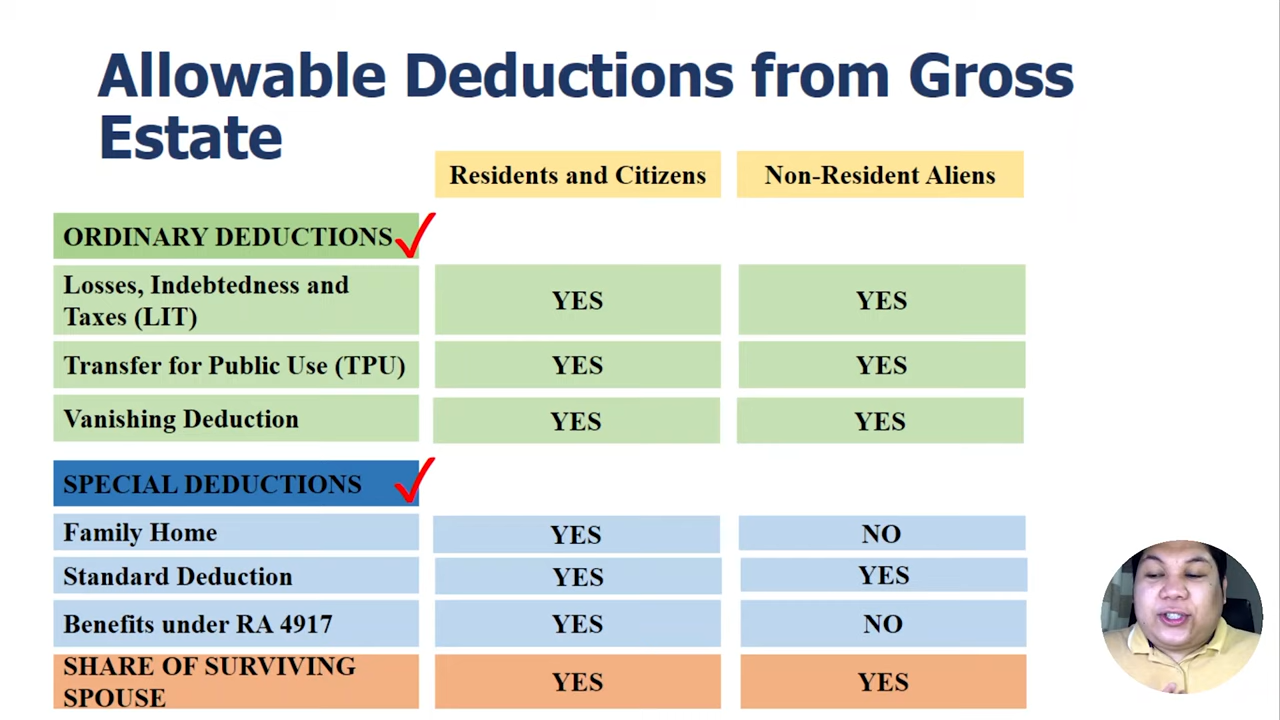 Allowable Deductions from Gross
Estate
Residents and Citizens
Non-Resident Aliens
ORDINARY DEDUCTIONS
Losses, Indebtedness and
Taxes (LIT)
YES
YES
Transfer for Public Use (TPU)
YES
YES
Vanishing Deduction
YES
YES
SPECIAL DEDUCTIONS
Family Home
YES
NO
Standard Deduction
YES
YES
Benefits under RA 4917
YES
NO
SHARE OF SURVIVING
SPOUSE
YES
YES